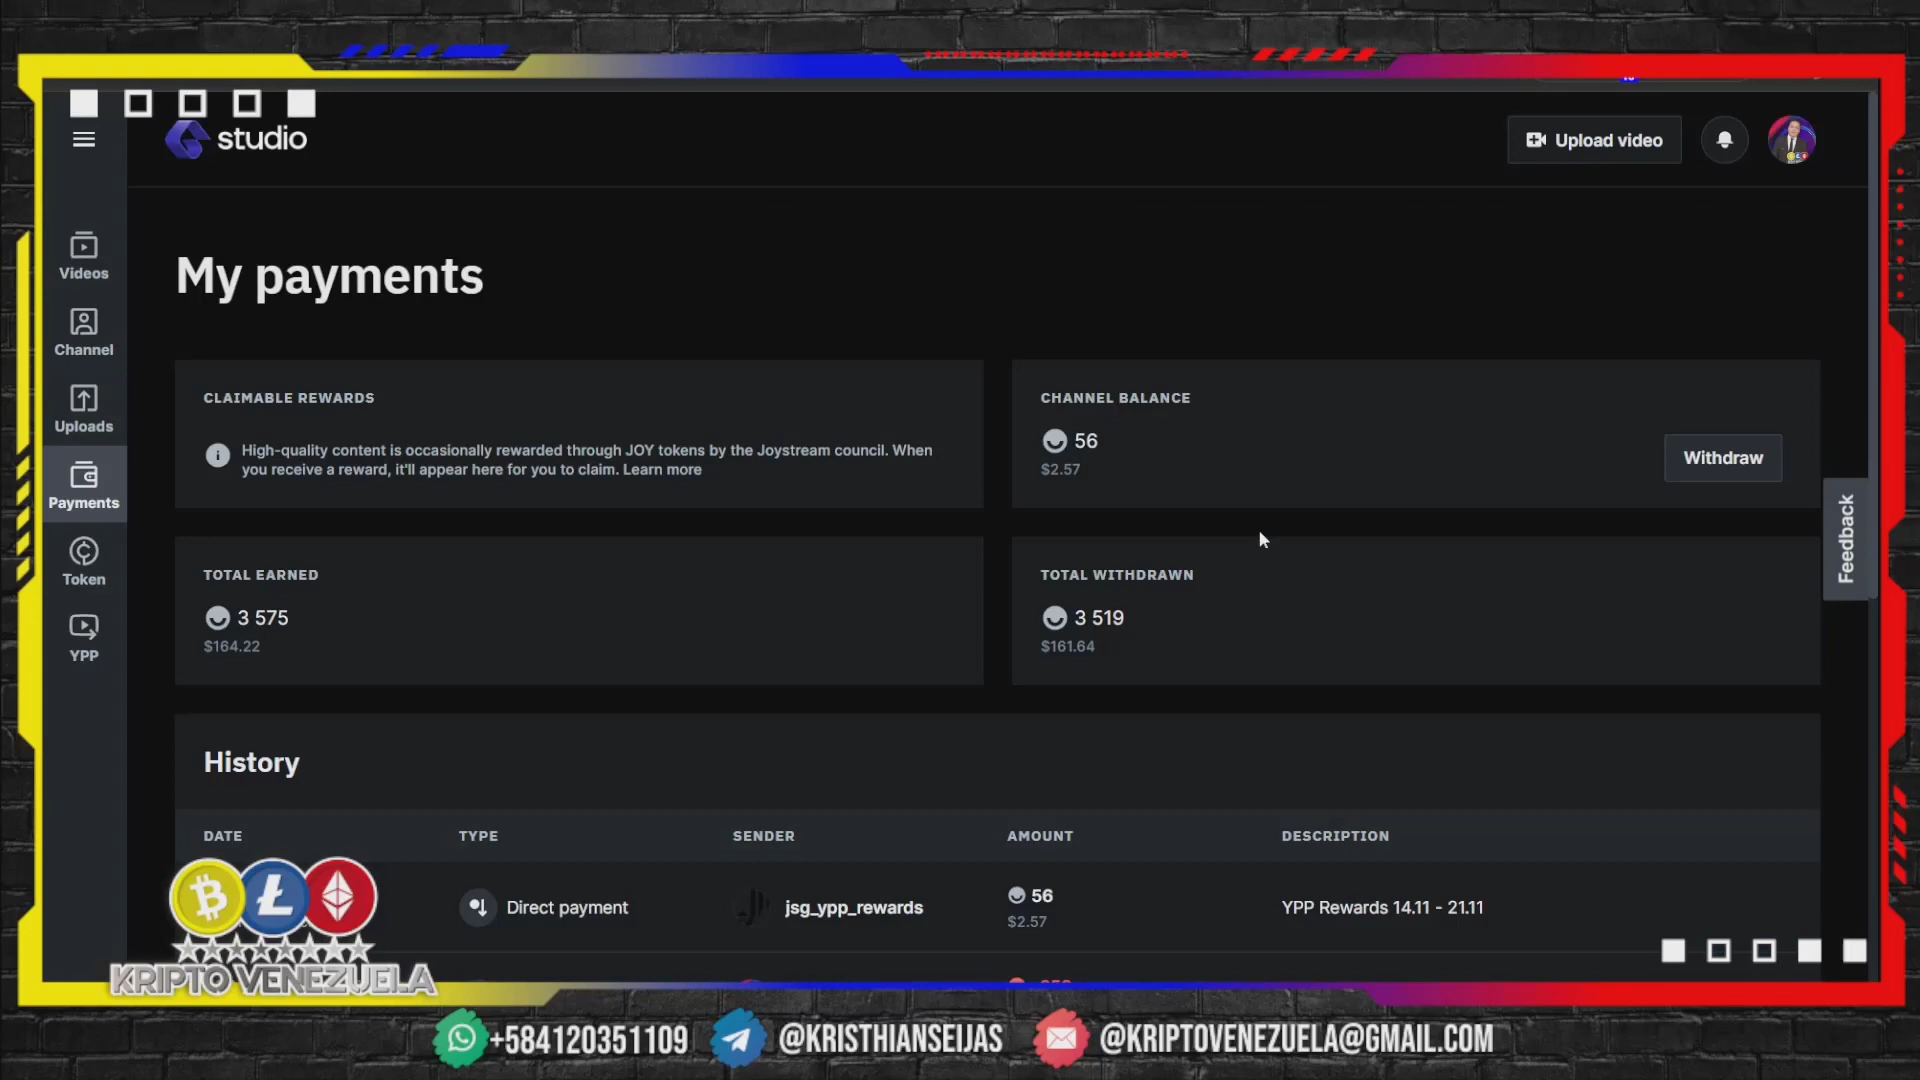 studio
Upload video
Videos
Channel
Uploads
Payments
Token
YPP
My payments
CLAIMABLE REWARDS
High-quality content is occasionally rewarded through JOY tokens by the Joystream council. When
you receive a reward, it'll appear here for you to claim. Learn more
CHANNEL BALANCE
56
$2.57
Withdraw
Feedback
TOTAL EARNED
3 575
$164.22
TOTAL WITHDRAWN
3 519
$161.64
History
DATE TYPE SENDER AMOUNT DESCRIPTION
Direct payment jsg_ypp_rewards 56 YPP Rewards 14.11 - 21.11
$2.57
KRIPTO VENEZUELA
+584120351109 @KRISTHIANSEIJAS @KRIPTOVENEZUELA@GMAIL.COM